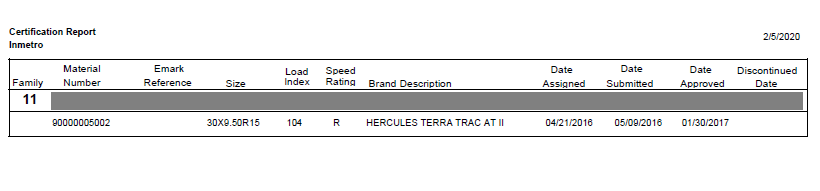 Certification Report
Inmetro
2/5/2020
Material Emark Load Speed Date Date Date Discontinued
Family Number Reference Size Index Rating Brand Description Assigned Submitted Approved Date
11
90000005002 30X9.50R15 104 R HERCULES TERRA TRAC AT II 04/21/2016 05/09/2016 01/30/2017